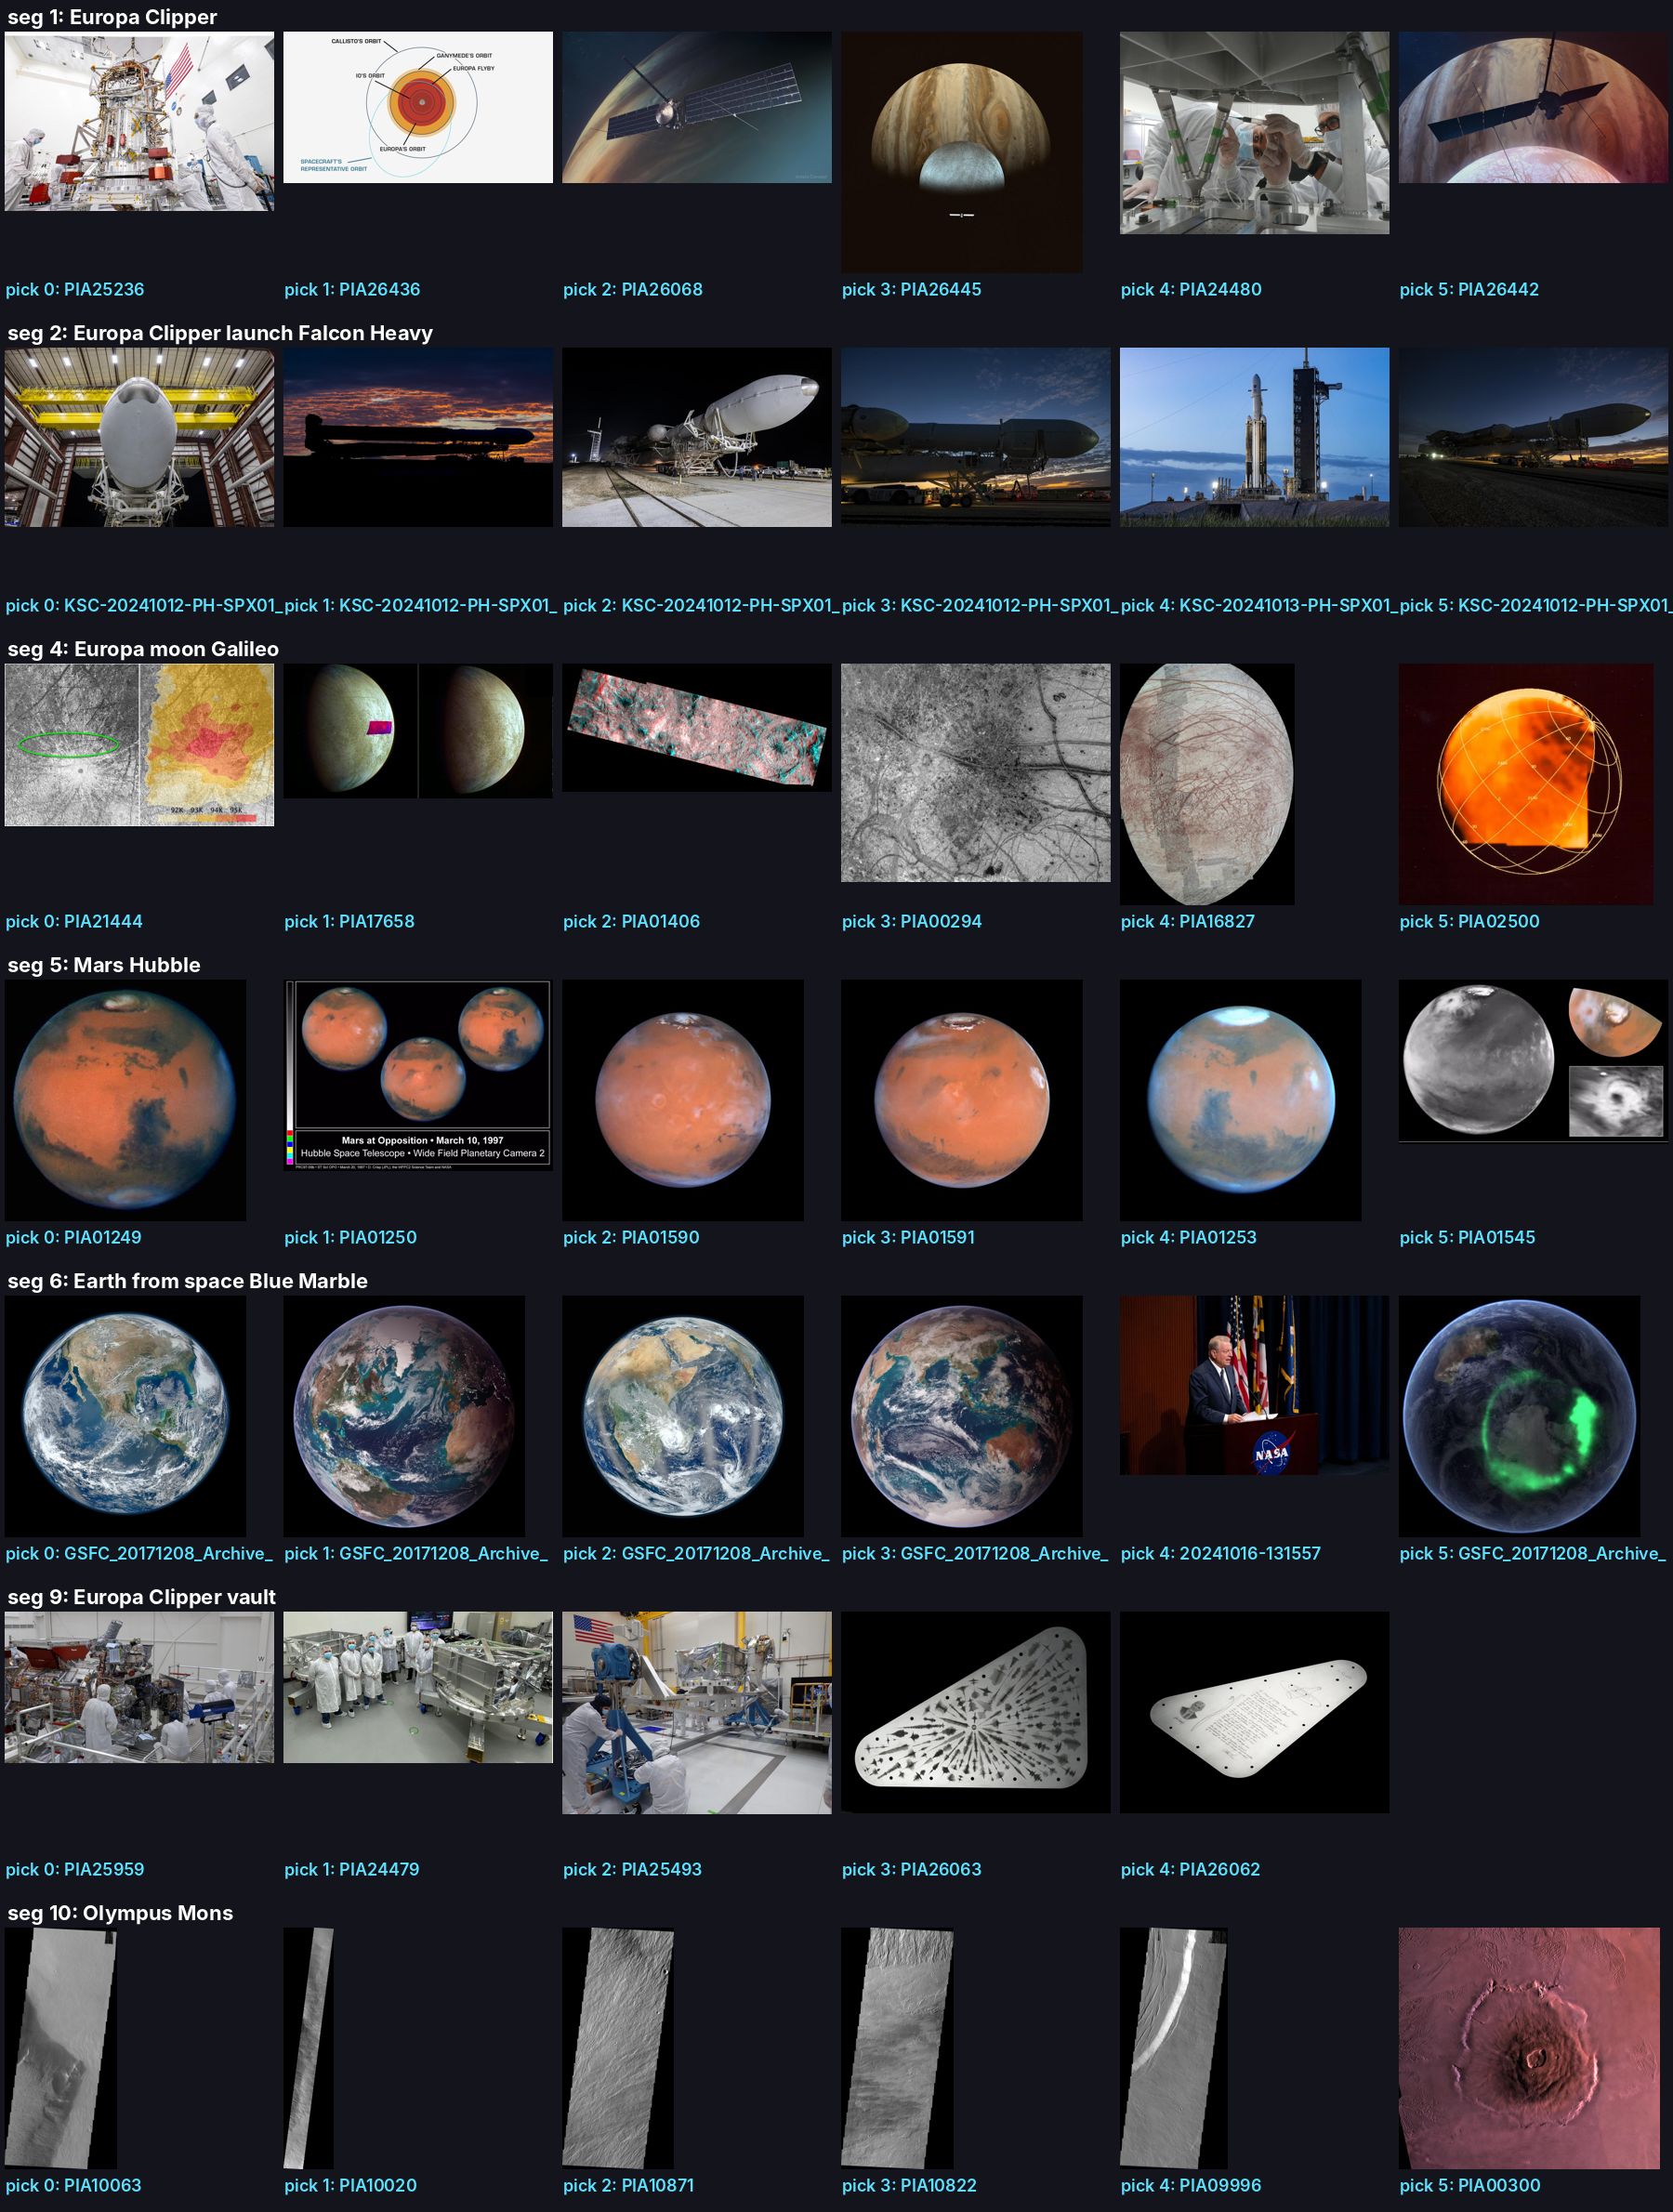 seg 1: Europa Clipper
CALLISTO'S ORBIT
GANYMEDE'S ORBIT
EUROPA FLYBY
IO'S ORBIT
EUROPA'S ORBIT
SPACECRAFT'S
REPRESENTATIVE ORBIT
pick 0: PIA25236
pick 1: PIA26436
pick 2: PIA26068
pick 3: PIA26445
pick 4: PIA24480
pick 5: PIA26442
seg 2: Europa Clipper launch Falcon Heavy
pick 0: KSC-20241012-PH-SPX01_
pick 1: KSC-20241012-PH-SPX01_
pick 2: KSC-20241012-PH-SPX01_
pick 3: KSC-20241012-PH-SPX01_
pick 4: KSC-20241013-PH-SPX01_
pick 5: KSC-20241012-PH-SPX01_
seg 4: Europa moon Galileo
92K 93K 94K 95K
pick 0: PIA21444
pick 1: PIA17658
pick 2: PIA01406
pick 3: PIA00294
pick 4: PIA16827
pick 5: PIA02500
seg 5: Mars Hubble
Mars at Opposition • March 10, 1997
Hubble Space Telescope • Wide Field Planetary Camera 2
pick 0: PIA01249
pick 1: PIA01250
pick 2: PIA01590
pick 3: PIA01591
pick 4: PIA01253
pick 5: PIA01545
seg 6: Earth from space Blue Marble
NASA
pick 0: GSFC_20171208_Archive_
pick 1: GSFC_20171208_Archive_
pick 2: GSFC_20171208_Archive_
pick 3: GSFC_20171208_Archive_
pick 4: 20241016-131557
pick 5: GSFC_20171208_Archive_
seg 9: Europa Clipper vault
pick 0: PIA25959
pick 1: PIA24479
pick 2: PIA25493
pick 3: PIA26063
pick 4: PIA26062
seg 10: Olympus Mons
pick 0: PIA10063
pick 1: PIA10020
pick 2: PIA10871
pick 3: PIA10822
pick 4: PIA09996
pick 5: PIA00300